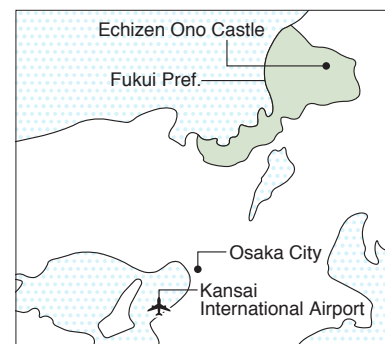 Echizen Ono Castle
Fukui Pref.
Osaka City
Kansai
International Airport